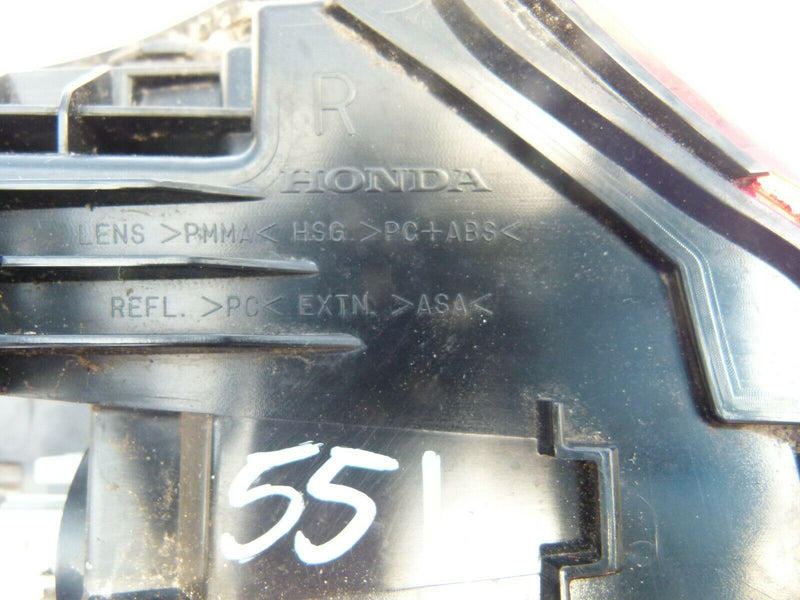 R
HONDA
LENS >PMMA< HSG >PC+ABS<
REFL. >PC< EXTN. >ASA<
551